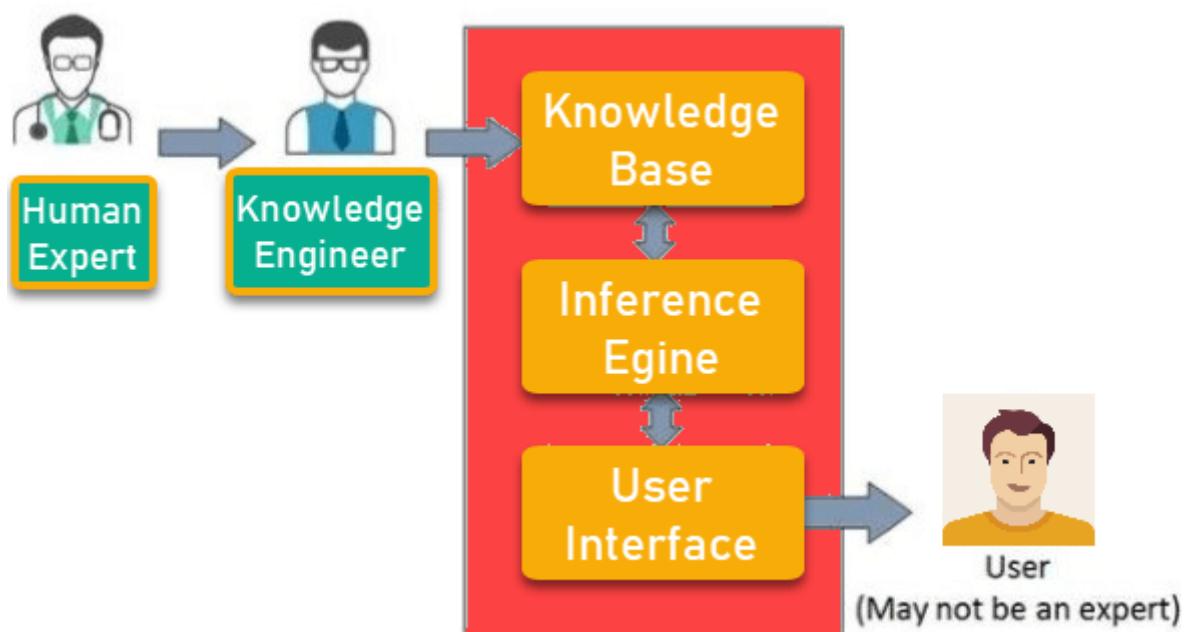 Human
Expert
Knowledge
Engineer
Knowledge
Base
Inference
Egine
User
Interface
User
(May not be an expert)